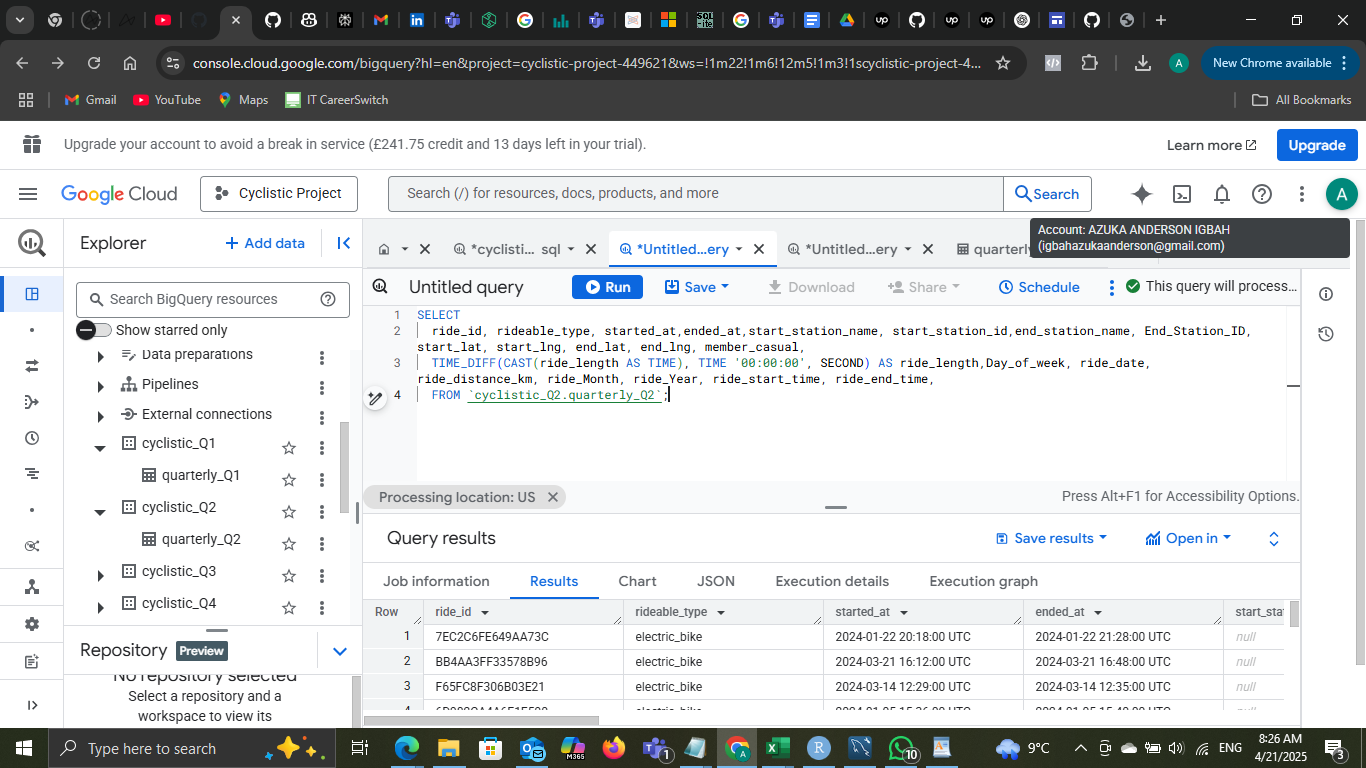 console.cloud.google.com/bigquery?hl=en&project=cyclistic-project-449621&ws=!1m22!1m6!12m5!1m3!1scyclistic-project-4...
New Chrome available
Gmail
YouTube
Maps
IT CareerSwitch
All Bookmarks
Upgrade your account to avoid a break in service (£241.75 credit and 13 days left in your trial).
Learn more
Upgrade
Google Cloud
Cyclistic Project
Search (/) for resources, docs, products, and more
Search
A
Account: AZUKA ANDERSON IGBAH
(igbahazukaanderson@gmail.com)
Explorer
+ Add data
*cyclisti... sql
*Untitled...ery
*Untitled...ery
quarterly
Search BigQuery resources
Show starred only
Data preparations
Pipelines
External connections
cyclistic_Q1
quarterly_Q1
cyclistic_Q2
quarterly_Q2
cyclistic_Q3
cyclistic_Q4
Repository Preview
No repository selected
Select a repository and a
workspace to view its
Untitled query
Run
Save
Download
Share
Schedule
This query will process...
1 SELECT
2 ride_id, rideable_type, started_at,ended_at,start_station_name, start_station_id,end_station_name, End_Station_ID,
start_lat, start_lng, end_lat, end_lng, member_casual,
3 TIME_DIFF(CAST(ride_length AS TIME), TIME '00:00:00', SECOND) AS ride_length,Day_of_week, ride_date,
ride_distance_km, ride_Month, ride_Year, ride_start_time, ride_end_time,
4 FROM `cyclistic_Q2.quarterly_Q2`;
Processing location: US
Press Alt+F1 for Accessibility Options.
Query results
Save results
Open in
Job information
Results
Chart
JSON
Execution details
Execution graph
Row ride_id rideable_type started_at ended_at start_sta
1 7EC2C6FE649AA73C electric_bike 2024-01-22 20:18:00 UTC 2024-01-22 21:28:00 UTC null
2 BB4AA3FF33578B96 electric_bike 2024-03-21 16:12:00 UTC 2024-03-21 16:48:00 UTC null
3 F65FC8F306B03E21 electric_bike 2024-03-14 12:29:00 UTC 2024-03-14 12:35:00 UTC null
Type here to search
9°C
ENG
8:26 AM
4/21/2025